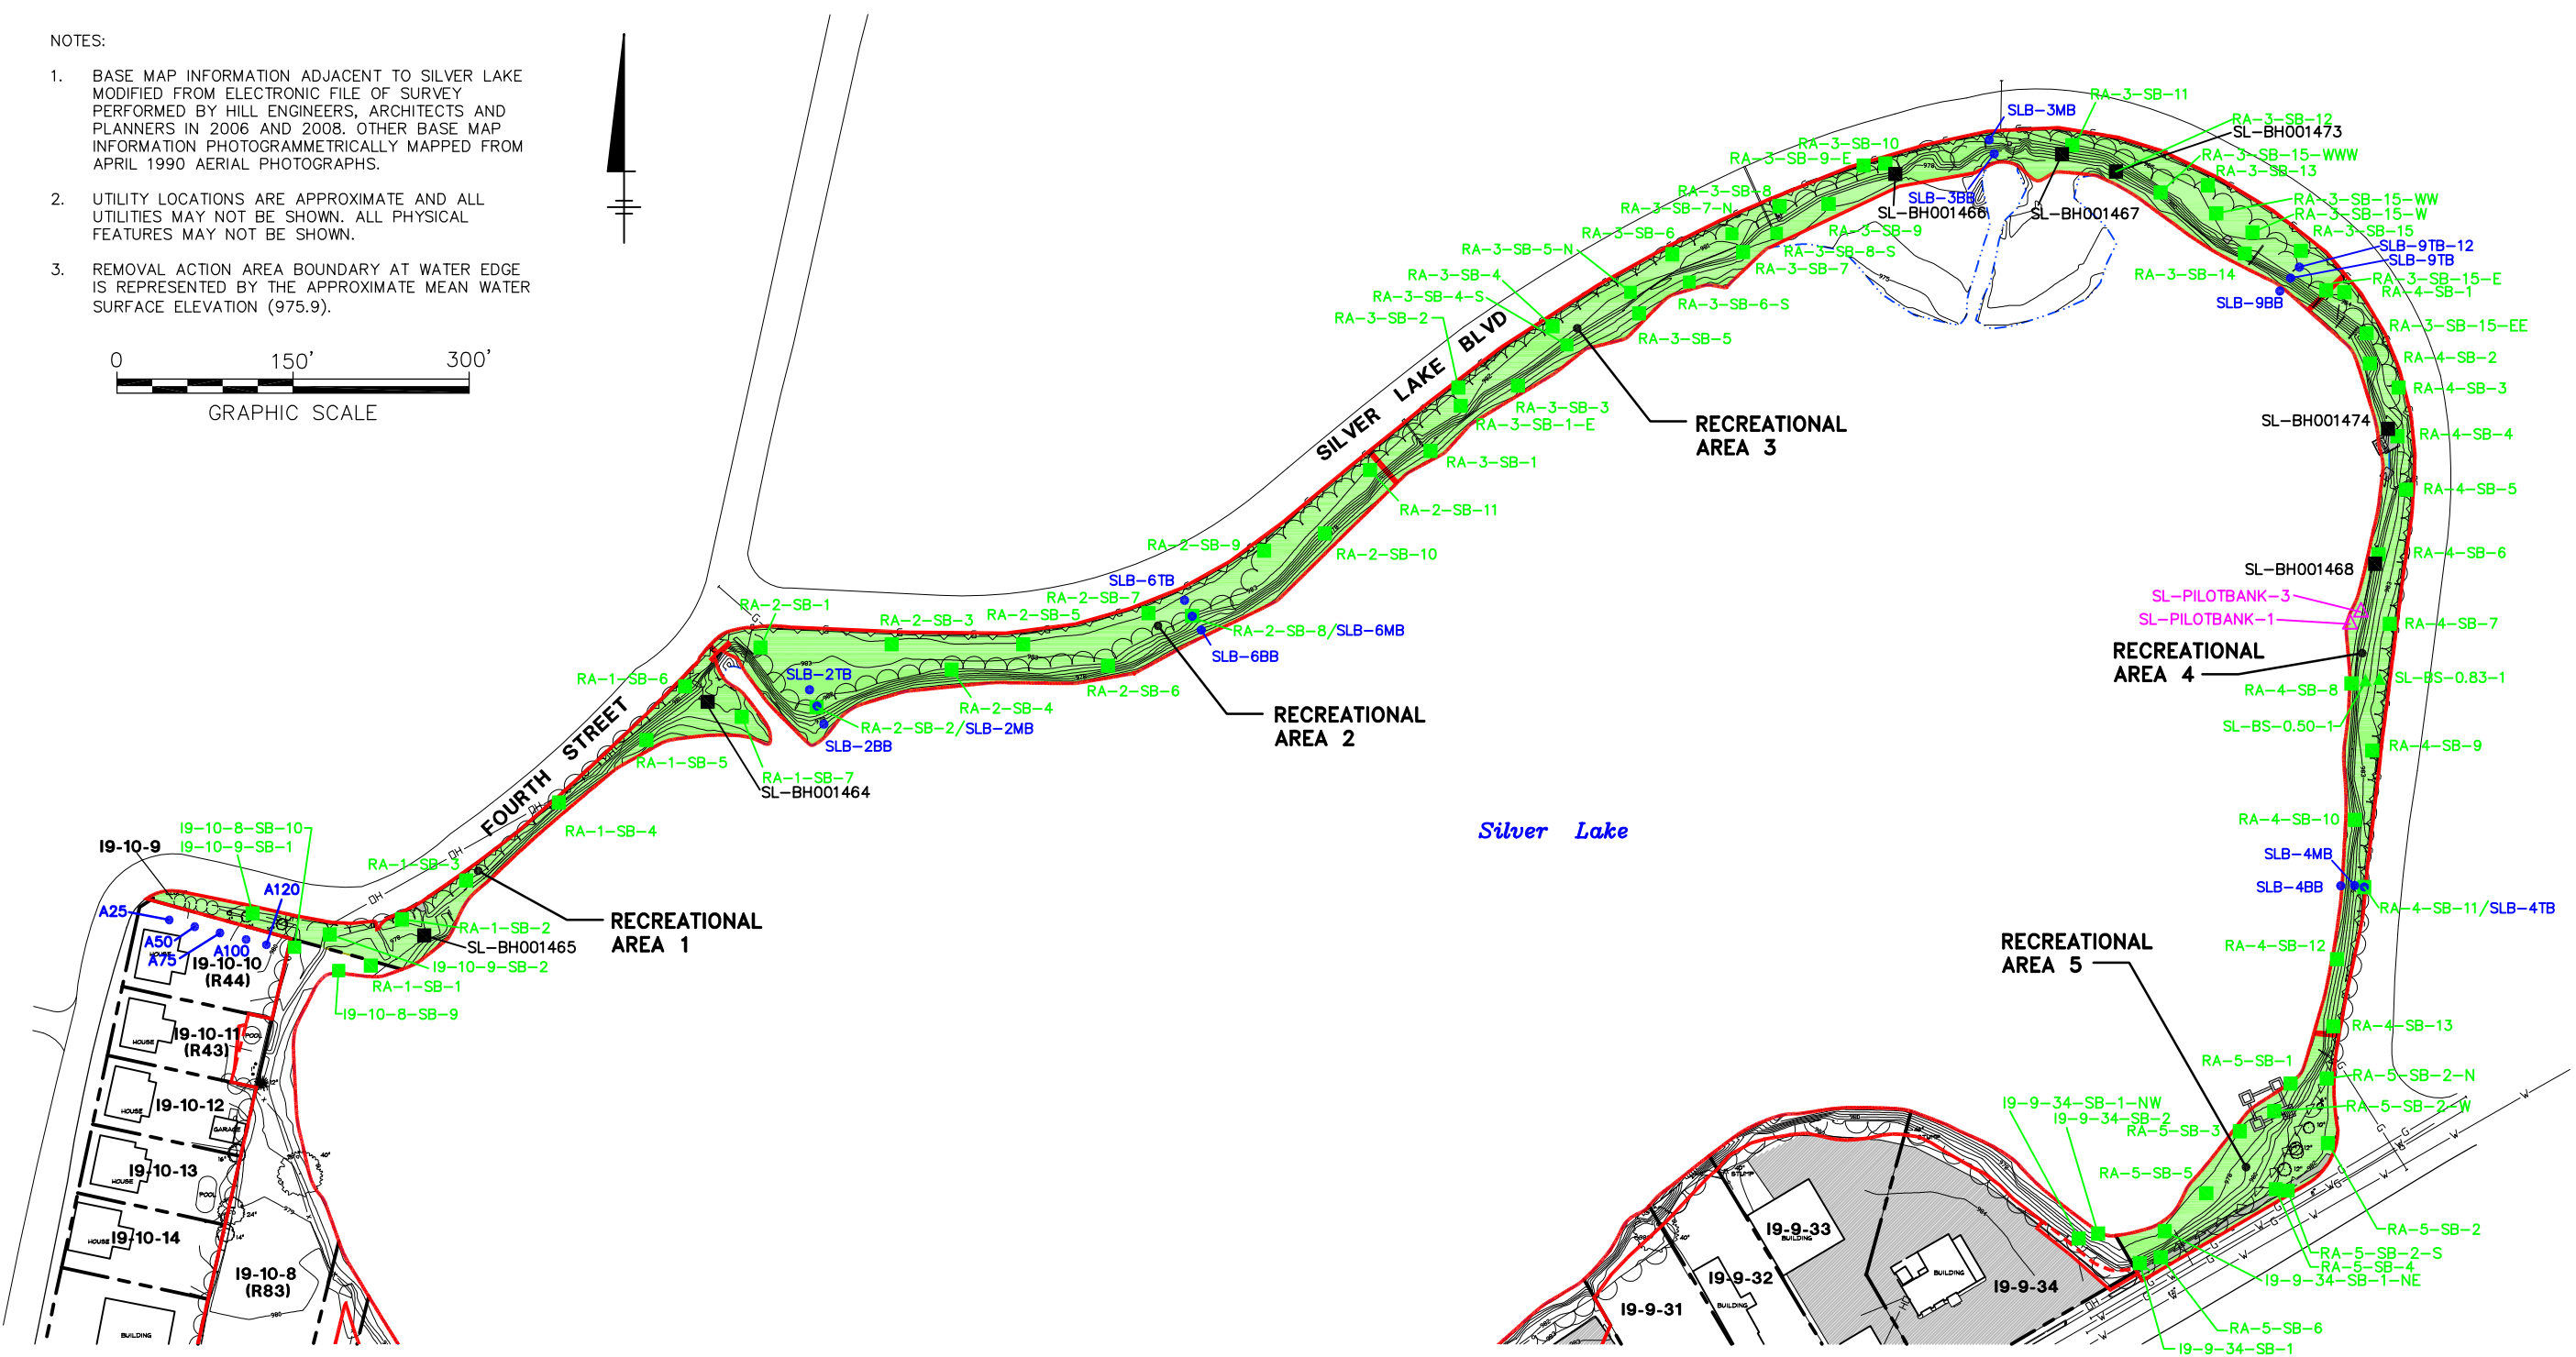 NOTES:
1. BASE MAP INFORMATION ADJACENT TO SILVER LAKE
MODIFIED FROM ELECTRONIC FILE OF SURVEY
PERFORMED BY HILL ENGINEERS, ARCHITECTS AND
PLANNERS IN 2006 AND 2008. OTHER BASE MAP
INFORMATION PHOTOGRAMMETRICALLY MAPPED FROM
APRIL 1990 AERIAL PHOTOGRAPHS.
2. UTILITY LOCATIONS ARE APPROXIMATE AND ALL
UTILITIES MAY NOT BE SHOWN. ALL PHYSICAL
FEATURES MAY NOT BE SHOWN.
3. REMOVAL ACTION AREA BOUNDARY AT WATER EDGE
IS REPRESENTED BY THE APPROXIMATE MEAN WATER
SURFACE ELEVATION (975.9).
0 150' 300'
GRAPHIC SCALE
SLB-3MB
RA-3-SB-11
RA-3-SB-12
SL-BH001473
RA-3-SB-10
RA-3-SB-9-E
RA-3-SB-15-WWW
RA-3-SB-13
RA-3-SB-8
RA-3-SB-7-N
SLB-3BB
SL-BH001466
SL-BH001467
RA-3-SB-15-WW
RA-3-SB-15-W
RA-3-SB-6
RA-3-SB-9
RA-3-SB-15
RA-3-SB-5-N
RA-3-SB-8-S
SLB-9TB-12
SLB-9TB
RA-3-SB-4
RA-3-SB-7
RA-3-SB-14
RA-3-SB-15-E
RA-4-SB-1
RA-3-SB-4-S
RA-3-SB-6-S
SLB-9BB
RA-3-SB-2
RA-3-SB-5
RA-3-SB-15-EE
RA-4-SB-2
SILVER LAKE BLVD
RA-3-SB-3
RA-4-SB-3
RA-3-SB-1-E
RECREATIONAL
AREA 3
SL-BH001474
RA-4-SB-4
RA-3-SB-1
RA-4-SB-5
RA-2-SB-11
RA-2-SB-9
RA-2-SB-10
RA-4-SB-6
SL-BH001468
SLB-6TB
RA-2-SB-7
SL-PILOTBANK-3
SL-PILOTBANK-1
RA-2-SB-1
RA-2-SB-3
RA-2-SB-5
RA-2-SB-8/SLB-6MB
RA-4-SB-7
SLB-6BB
RECREATIONAL
AREA 4
RA-1-SB-6
SLB-2TB
RA-2-SB-6
RA-4-SB-8
SL-BS-0.83-1
RA-2-SB-4
RECREATIONAL
AREA 2
RA-2-SB-2/SLB-2MB
SL-BS-0.50-1
SLB-2BB
RA-4-SB-9
FOURTH STREET
RA-1-SB-5
RA-1-SB-7
SL-BH001464
RA-1-SB-4
Silver Lake
RA-4-SB-10
I9-10-8-SB-10
I9-10-9-SB-1
I9-10-9
RA-1-SB-3
SLB-4MB
SLB-4BB
A120
A25
RA-4-SB-11/SLB-4TB
RECREATIONAL
AREA 1
RA-1-SB-2
A50
A75
A100
SL-BH001465
RECREATIONAL
AREA 5
RA-4-SB-12
I9-10-10
(R44)
HOUSE
I9-10-9-SB-2
RA-1-SB-1
I9-10-8-SB-9
RA-4-SB-13
I9-10-11
(R43)
POOL
HOUSE
RA-5-SB-1
RA-5-SB-2-N
I9-10-12
HOUSE
GARAGE
I9-9-34-SB-1-NW
I9-9-34-SB-2
RA-5-SB-2-W
RA-5-SB-3
I9-10-13
HOUSE
POOL
RA-5-SB-5
I9-10-14
HOUSE
I9-9-33
BUILDING
RA-5-SB-2
RA-5-SB-2-S
RA-5-SB-4
I9-9-34-SB-1-NE
I9-10-8
(R83)
I9-9-32
BUILDING
BUILDING
I9-9-34
I9-9-31
BUILDING
RA-5-SB-6
I9-9-34-SB-1